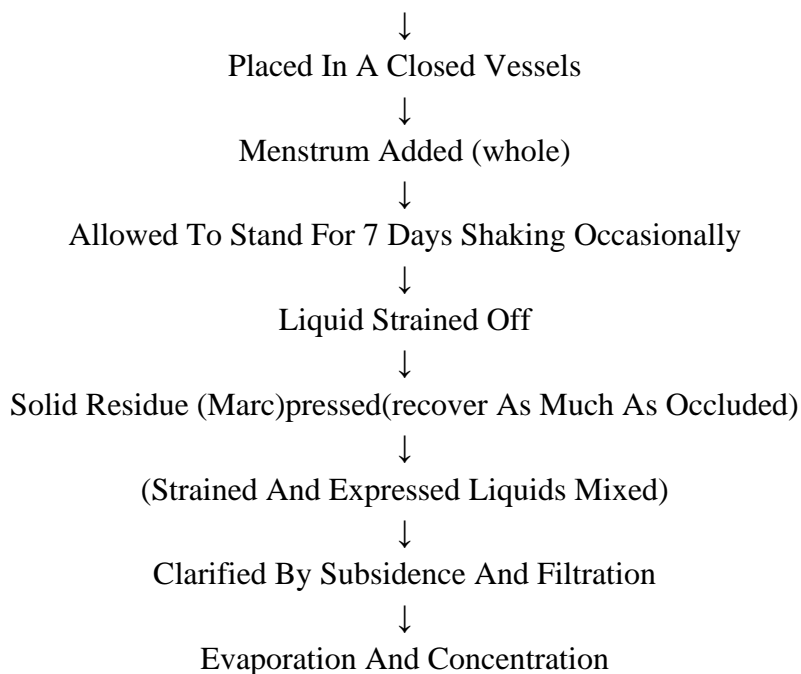 ↓
Placed In A Closed Vessels
↓
Menstrum Added (whole)
↓
Allowed To Stand For 7 Days Shaking Occasionally
↓
Liquid Strained Off
↓
Solid Residue (Marc)pressed(recover As Much As Occluded)
↓
(Strained And Expressed Liquids Mixed)
↓
Clarified By Subsidence And Filtration
↓
Evaporation And Concentration